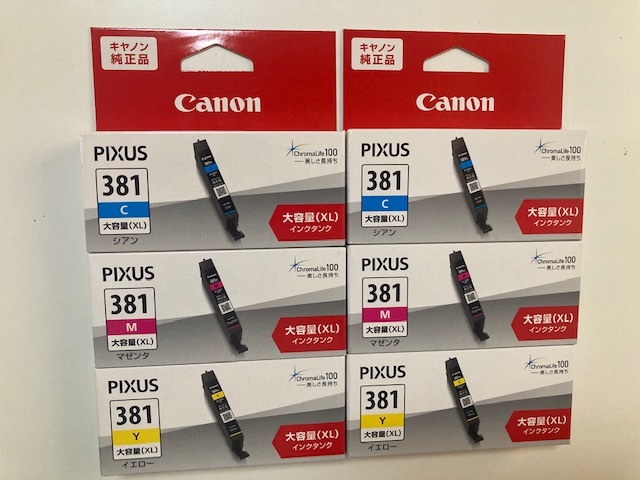 キヤノン
純正品
Canon
PIXUS
381
C
大容量(XL)
シアン
ChromaLife100
美しさ長持ち
大容量(XL)
インクタンク
PIXUS
381
M
大容量(XL)
マゼンタ
ChromaLife100
美しさ長持ち
大容量(XL)
インクタンク
PIXUS
381
Y
大容量(XL)
イエロー
ChromaLife100
美しさ長持ち
大容量(XL)
インクタンク
キヤノン
純正品
Canon
PIXUS
381
C
大容量(XL)
シアン
ChromaLife100
美しさ長持ち
大容量(XL)
インクタンク
PIXUS
381
M
大容量(XL)
マゼンタ
ChromaLife100
美しさ長持ち
大容量(XL)
インクタンク
PIXUS
381
Y
大容量(XL)
イエロー
ChromaLife100
美しさ長持ち
大容量(XL)
インクタンク